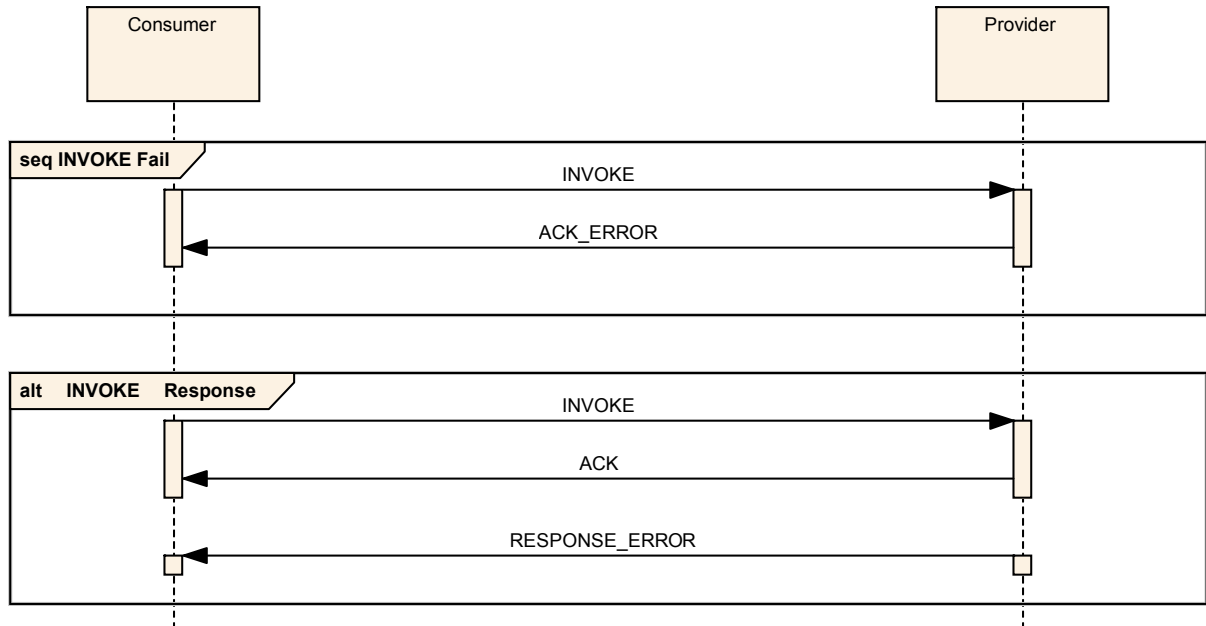 Consumer
Provider
seq INVOKE Fail
INVOKE
ACK_ERROR
alt INVOKE Response
INVOKE
ACK
RESPONSE_ERROR